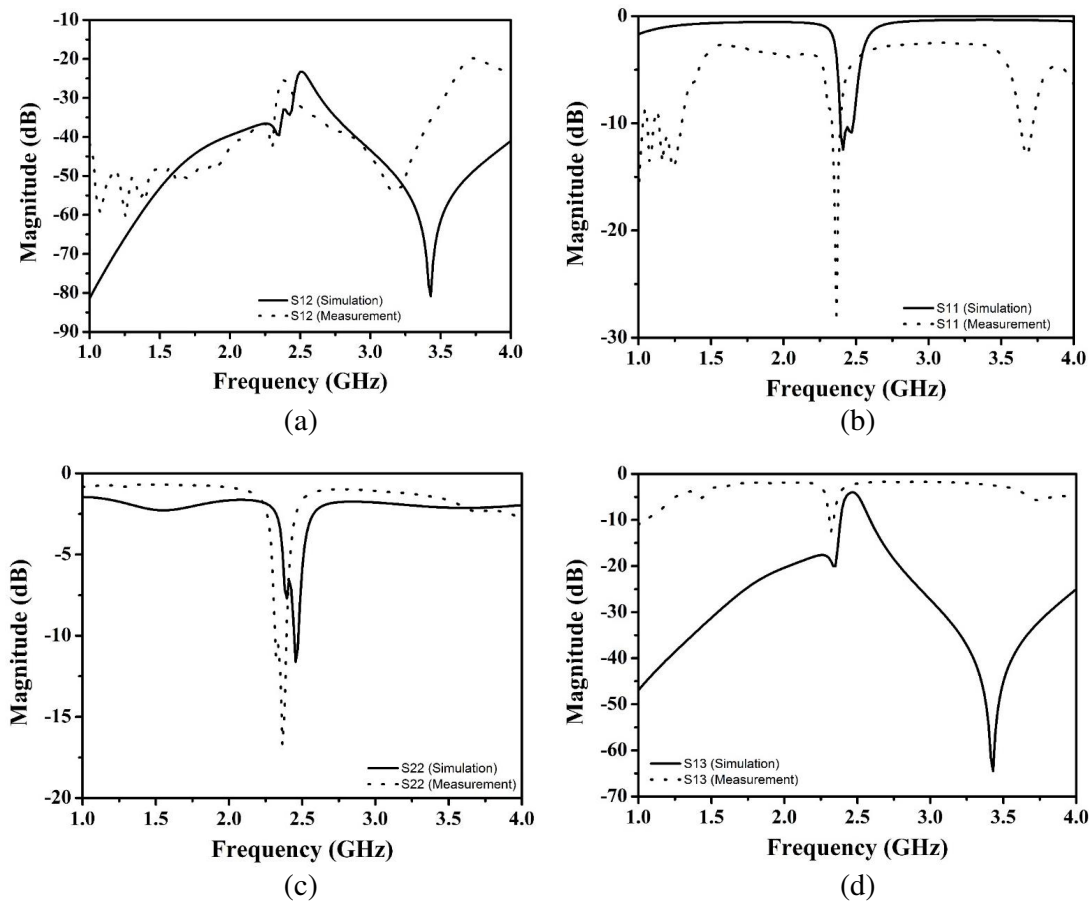 -10
-20
-30
-40
-50
-60
-70
-80
-90
Magnitude (dB)
S12 (Simulation)
S12 (Measurement)
1.0 1.5 2.0 2.5 3.0 3.5 4.0
Frequency (GHz)
(a)
0
-10
-20
-30
Magnitude (dB)
S11 (Simulation)
S11 (Measurement)
1.0 1.5 2.0 2.5 3.0 3.5 4.0
Frequency (GHz)
(b)
0
-5
-10
-15
-20
Magnitude (dB)
S22 (Simulation)
S22 (Measurement)
1.0 1.5 2.0 2.5 3.0 3.5 4.0
Frequency (GHz)
(c)
0
-10
-20
-30
-40
-50
-60
-70
Magnitude (dB)
S13 (Simulation)
S13 (Measurement)
1.0 1.5 2.0 2.5 3.0 3.5 4.0
Frequency (GHz)
(d)